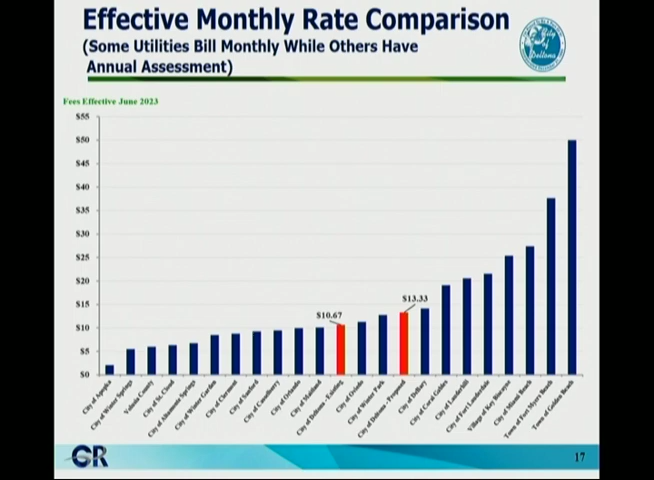 Effective Monthly Rate Comparison
(Some Utilities Bill Monthly While Others Have
Annual Assessment)
City
of
Deltona
Fees Effective June 2023
$55
$50
$45
$40
$35
$30
$25
$20
$15
$10
$5
$0
$10.67
$13.33
City of Apopka
City of Winter Springs
Volusia County
City of St. Cloud
City of Altamonte Springs
City of Winter Garden
City of Clermont
City of Sanford
City of Casselberry
City of Orlando
City of Maitland
City of Deltona - Existing
City of Oviedo
City of Winter Park
City of Deltona - Proposed
City of DeBary
City of Coral Gables
City of Lauderhill
City of Fort Lauderdale
Village of Key Biscayne
City of Miami Beach
Town of Fort Myers Beach
Town of Golden Beach
GR
17